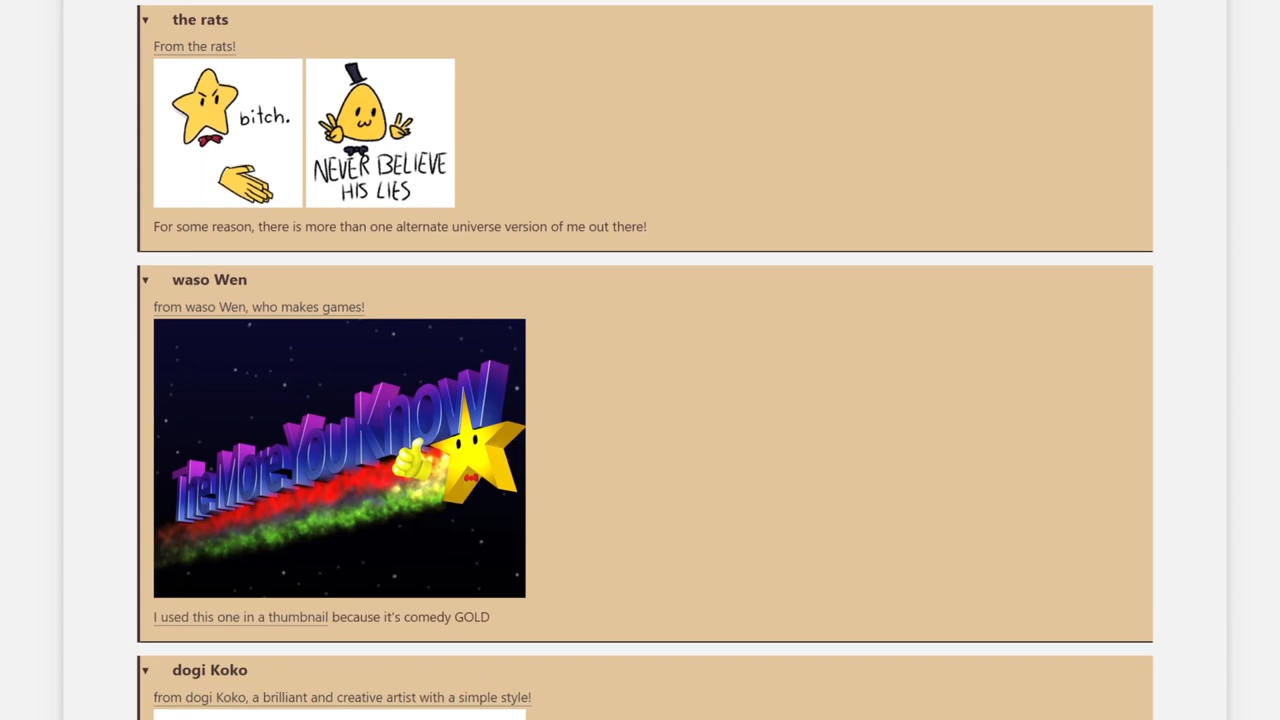 the rats
From the rats!
bitch.
NEVER BELIEVE
HIS LIES
For some reason, there is more than one alternate universe version of me out there!
waso Wen
from waso Wen, who makes games!
The More You Know
I used this one in a thumbnail because it's comedy GOLD
dogi Koko
from dogi Koko, a brilliant and creative artist with a simple style!